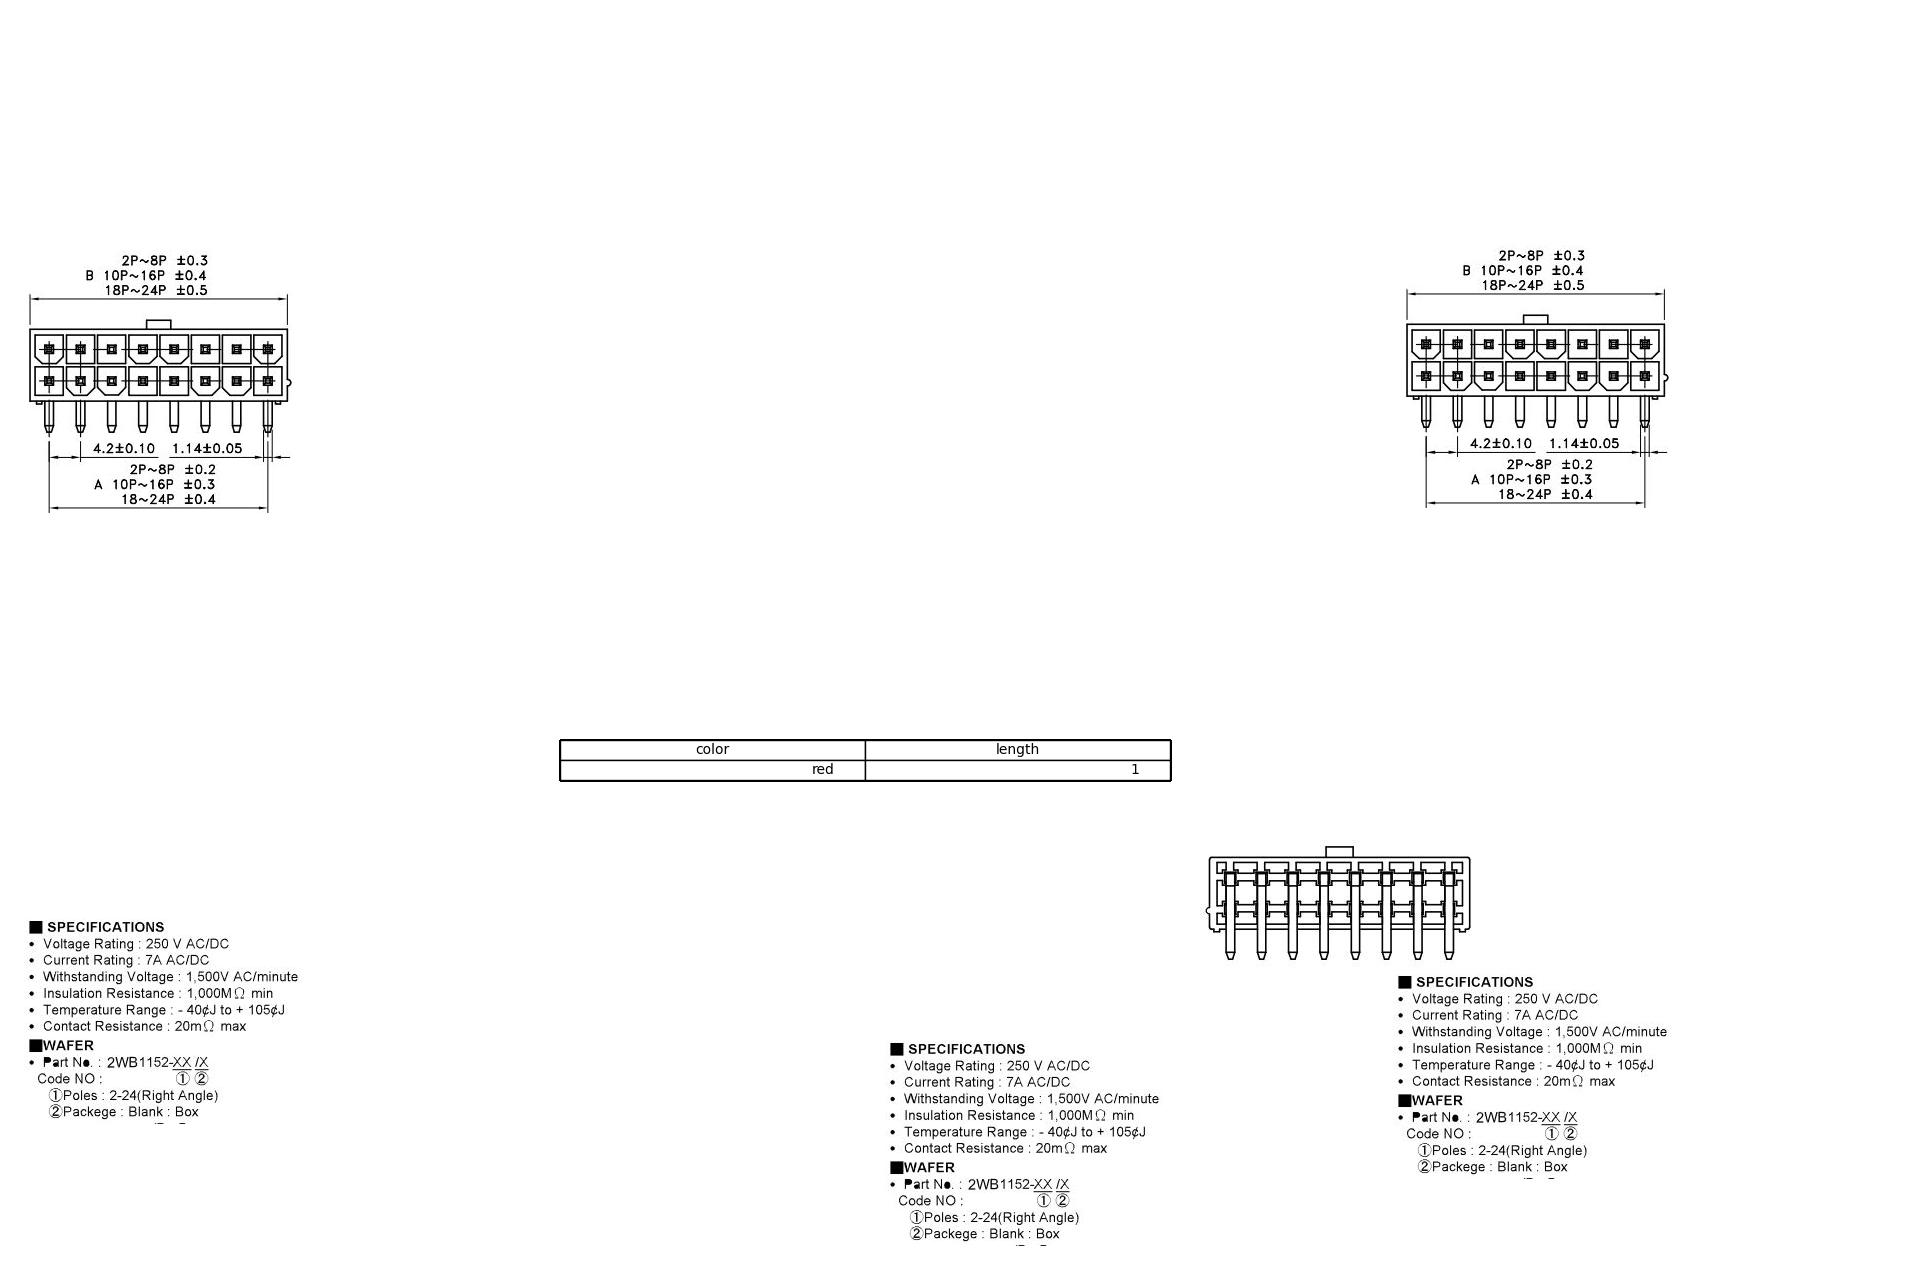 2P~8P ±0.3
B 10P~16P ±0.4
18P~24P ±0.5
4.2±0.10 1.14±0.05
2P~8P ±0.2
A 10P~16P ±0.3
18~24P ±0.4
2P~8P ±0.3
B 10P~16P ±0.4
18P~24P ±0.5
4.2±0.10 1.14±0.05
2P~8P ±0.2
A 10P~16P ±0.3
18~24P ±0.4
color length
red 1
■ SPECIFICATIONS
• Voltage Rating : 250 V AC/DC
• Current Rating : 7A AC/DC
• Withstanding Voltage : 1,500V AC/minute
• Insulation Resistance : 1,000MΩ min
• Temperature Range : - 40¢J to + 105¢J
• Contact Resistance : 20mΩ max
■WAFER
• Part No. : 2WB1152-XX /X
Code NO : ① ②
①Poles : 2-24(Right Angle)
②Packege : Blank : Box
■ SPECIFICATIONS
• Voltage Rating : 250 V AC/DC
• Current Rating : 7A AC/DC
• Withstanding Voltage : 1,500V AC/minute
• Insulation Resistance : 1,000MΩ min
• Temperature Range : - 40¢J to + 105¢J
• Contact Resistance : 20mΩ max
■WAFER
• Part No. : 2WB1152-XX /X
Code NO : ① ②
①Poles : 2-24(Right Angle)
②Packege : Blank : Box
■ SPECIFICATIONS
• Voltage Rating : 250 V AC/DC
• Current Rating : 7A AC/DC
• Withstanding Voltage : 1,500V AC/minute
• Insulation Resistance : 1,000MΩ min
• Temperature Range : - 40¢J to + 105¢J
• Contact Resistance : 20mΩ max
■WAFER
• Part No. : 2WB1152-XX /X
Code NO : ① ②
①Poles : 2-24(Right Angle)
②Packege : Blank : Box